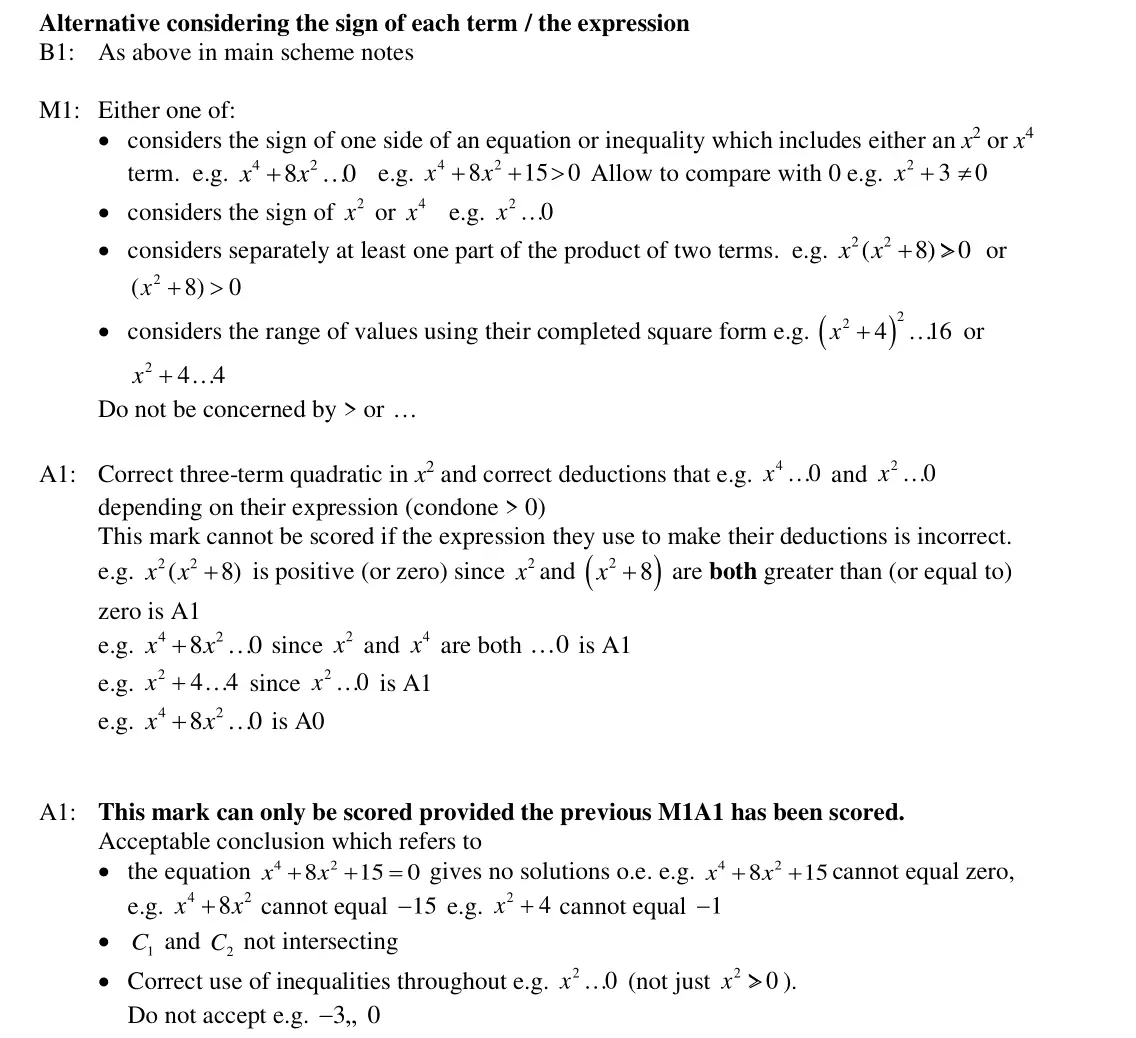 Alternative considering the sign of each term / the expression
B1: As above in main scheme notes
M1: Either one of:
• considers the sign of one side of an equation or inequality which includes either an x² or x⁴
term. e.g. x⁴ + 8x² …0 e.g. x⁴ + 8x² + 15 > 0 Allow to compare with 0 e.g. x² + 3 ≠ 0
• considers the sign of x² or x⁴ e.g. x² …0
• considers separately at least one part of the product of two terms. e.g. x²(x² + 8) > 0 or
(x² + 8) > 0
• considers the range of values using their completed square form e.g. (x² + 4)² …16 or
x² + 4…4
Do not be concerned by > or …
A1: Correct three-term quadratic in x² and correct deductions that e.g. x⁴ …0 and x² …0
depending on their expression (condone > 0)
This mark cannot be scored if the expression they use to make their deductions is incorrect.
e.g. x²(x² + 8) is positive (or zero) since x² and (x² + 8) are both greater than (or equal to)
zero is A1
e.g. x⁴ + 8x² …0 since x² and x⁴ are both …0 is A1
e.g. x² + 4…4 since x² …0 is A1
e.g. x⁴ + 8x² …0 is A0
A1: This mark can only be scored provided the previous M1A1 has been scored.
Acceptable conclusion which refers to
• the equation x⁴ + 8x² + 15 = 0 gives no solutions o.e. e.g. x⁴ + 8x² + 15 cannot equal zero,
e.g. x⁴ + 8x² cannot equal −15 e.g. x² + 4 cannot equal −1
• C₁ and C₂ not intersecting
• Correct use of inequalities throughout e.g. x² …0 (not just x² > 0 ).
Do not accept e.g. −3„ 0